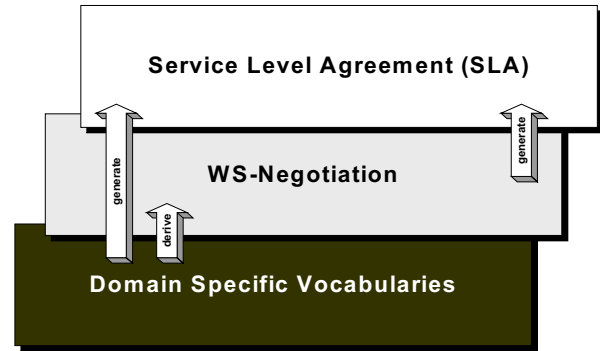 Service Level Agreement (SLA)
generate
generate
WS-Negotiation
derive
Domain Specific Vocabularies